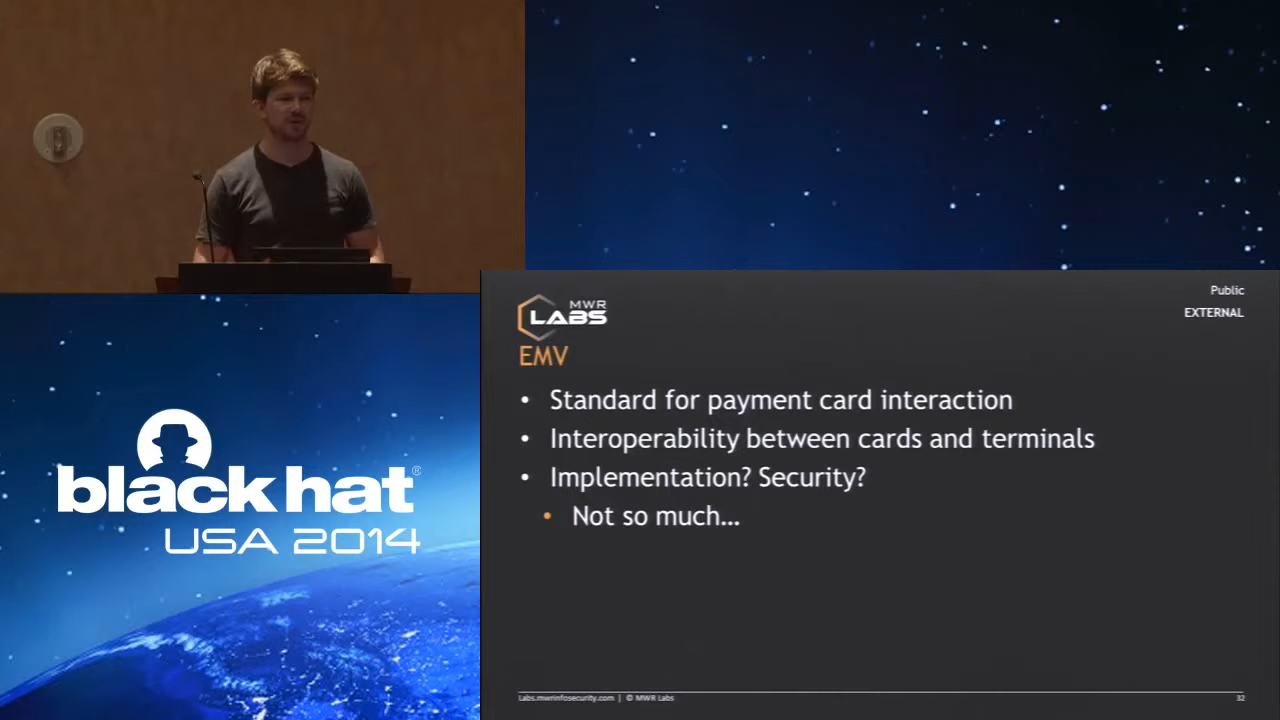 MWR
LABS
Public
EXTERNAL
EMV
• Standard for payment card interaction
• Interoperability between cards and terminals
• Implementation? Security?
• Not so much...
black hat®
USA 2014
Labs.mwrinfosecurity.com | © MWR Labs
32